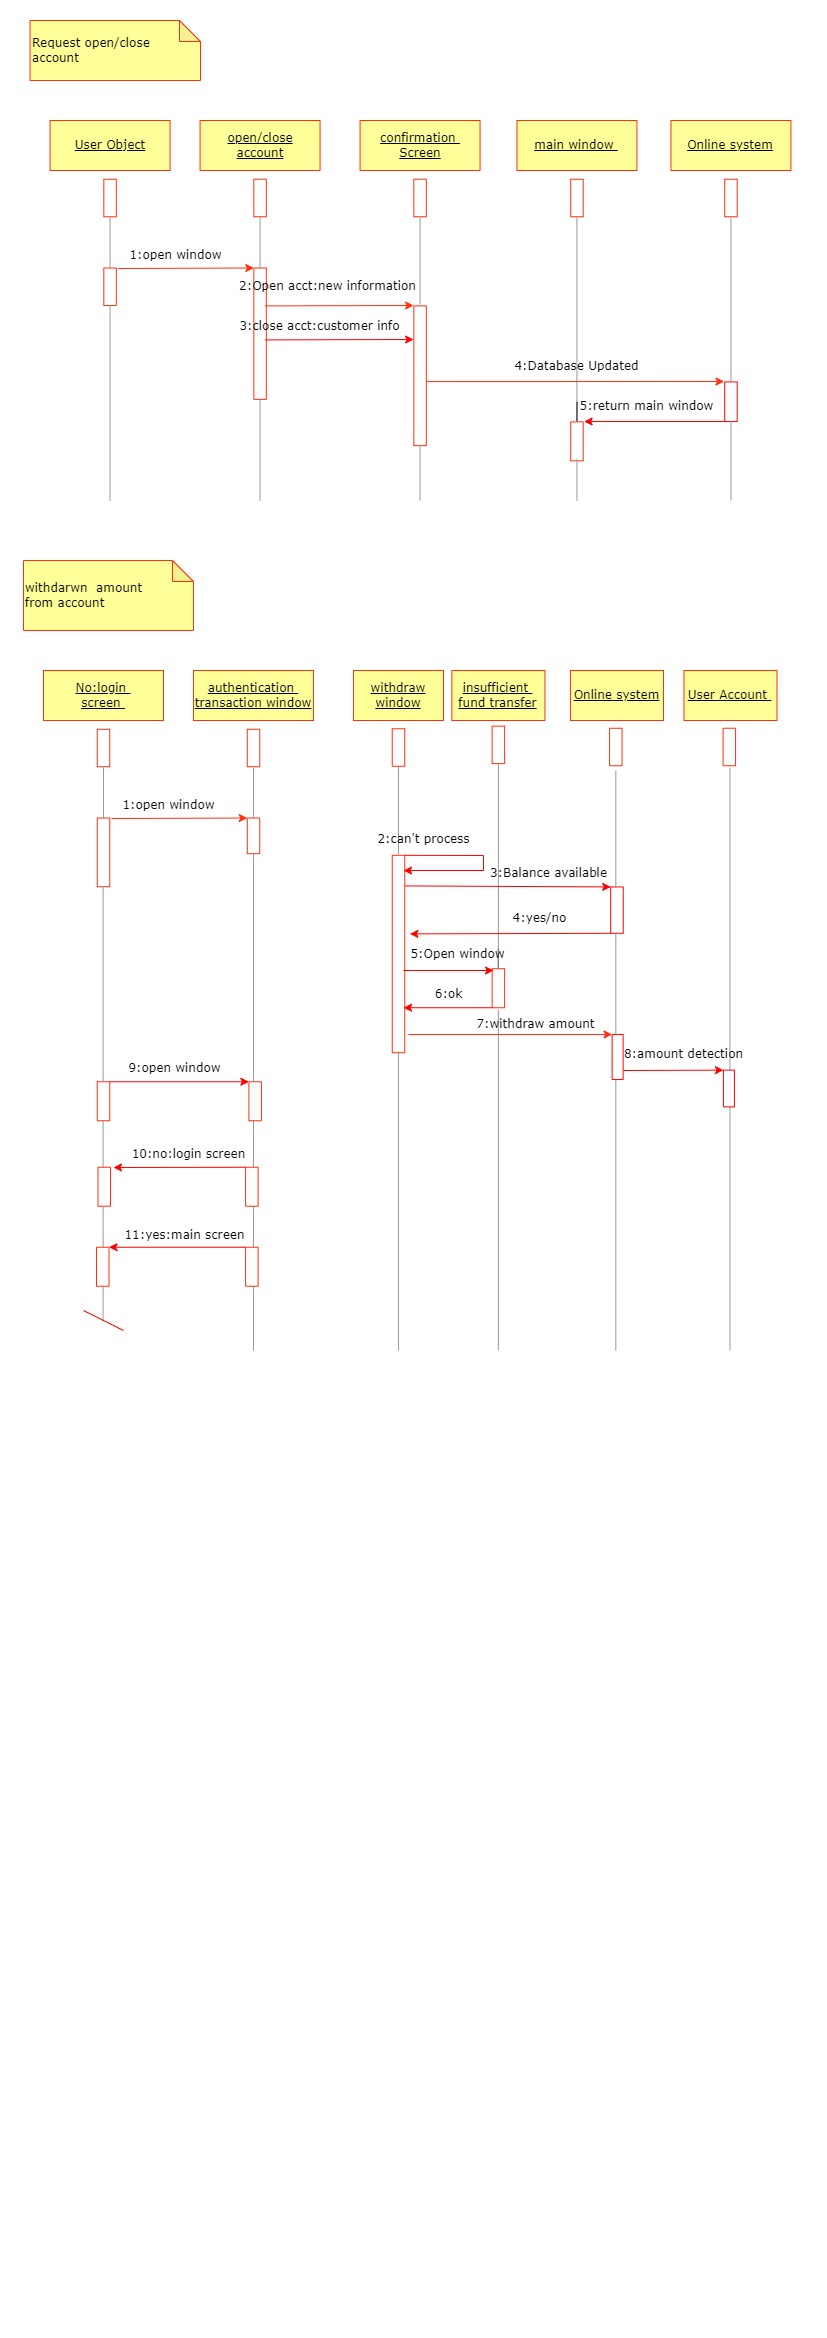 Request open/close
account
User Object
open/close
account
confirmation
Screen
main window
Online system
1:open window
2:Open acct:new information
3:close acct:customer info
4:Database Updated
5:return main window
withdarwn  amount
from account
No:login
screen
authentication
transaction window
withdraw
window
insufficient
fund transfer
Online system
User Account
1:open window
2:can't process
3:Balance available
4:yes/no
5:Open window
6:ok
7:withdraw amount
8:amount detection
9:open window
10:no:login screen
11:yes:main screen